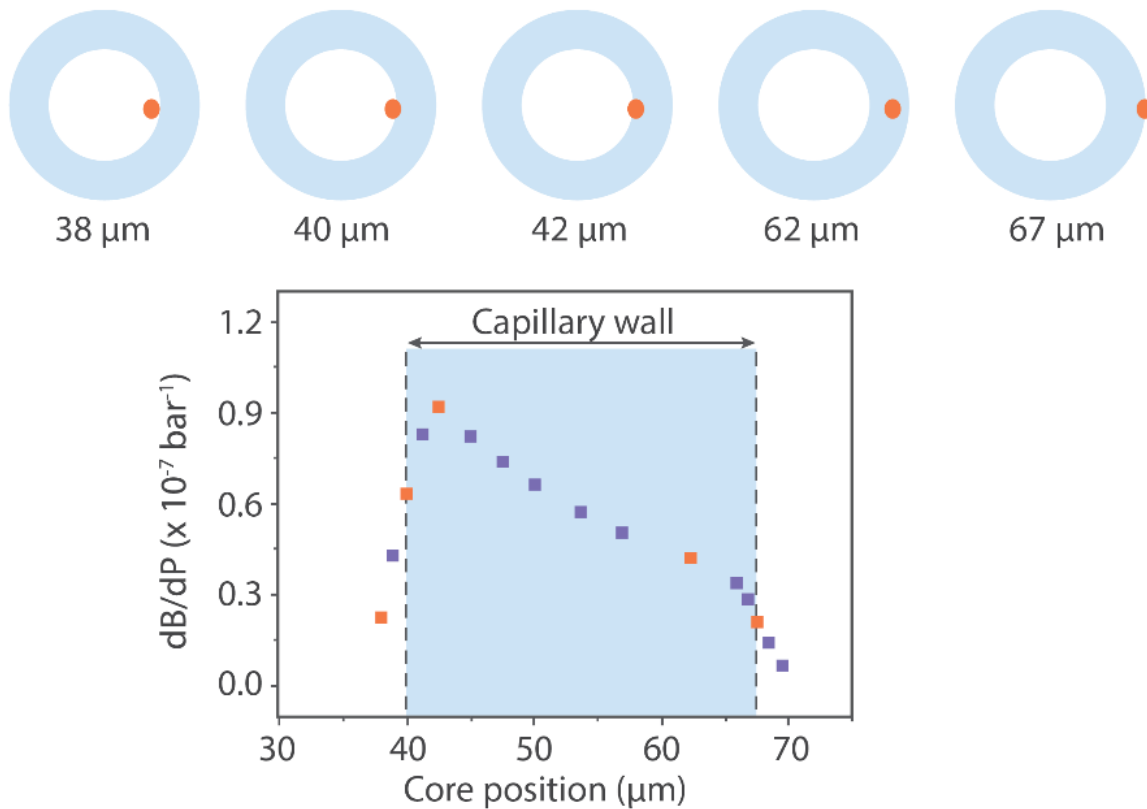 38 μm 40 μm 42 μm 62 μm 67 μm
Capillary wall
1.2
0.9
0.6
0.3
0.0
dB/dP (x 10⁻⁷ bar⁻¹)
30 40 50 60 70
Core position (μm)